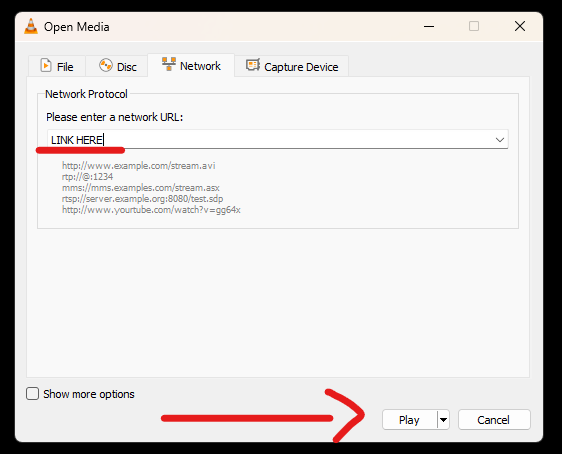 Open Media
File Disc Network Capture Device
Network Protocol
Please enter a network URL:
LINK HERE
http://www.example.com/stream.avi
rtp://@:1234
mms://mms.examples.com/stream.asx
rtsp://server.example.org:8080/test.sdp
http://www.yourtube.com/watch?v=gg64x
Show more options
Play Cancel